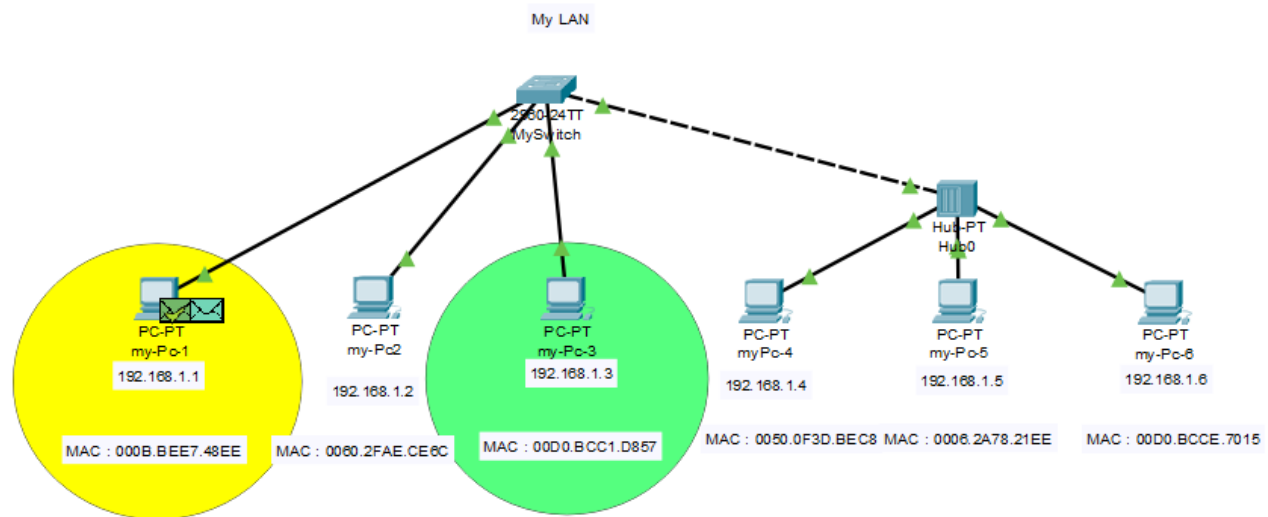 My LAN
2960-24TT
MySwitch
Hub-PT
Hub0
PC-PT
my-Pc-1
192.168.1.1
MAC : 000B.BEE7.48EE
PC-PT
my-Pc2
192.168.1.2
MAC : 0060.2FAE.CE6C
PC-PT
my-Pc-3
192.168.1.3
MAC : 00D0.BCC1.D857
PC-PT
myPc-4
192.168.1.4
MAC : 0050.0F3D.BEC8
PC-PT
my-Pc-5
192.168.1.5
MAC : 0006.2A78.21EE
PC-PT
my-Pc-6
192.168.1.6
MAC : 00D0.BCCE.7015